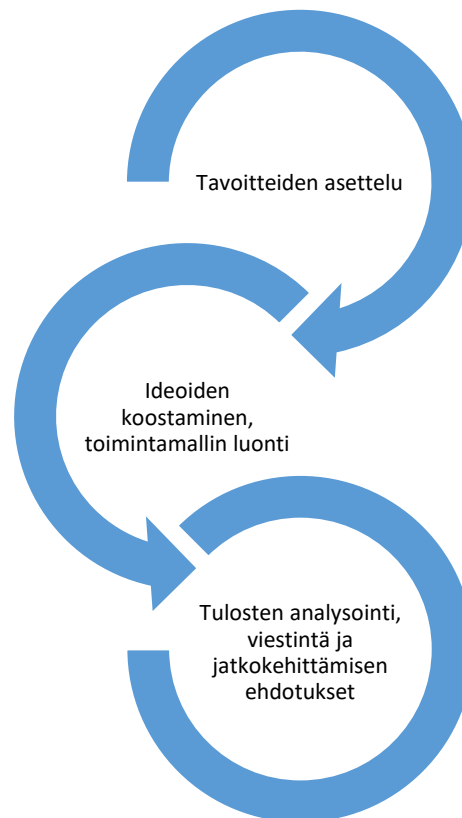 Tavoitteiden asettelu
Ideoiden
koostaminen,
toimintamallin luonti
Tulosten analysointi,
viestintä ja
jatkokehittämisen
ehdotukset